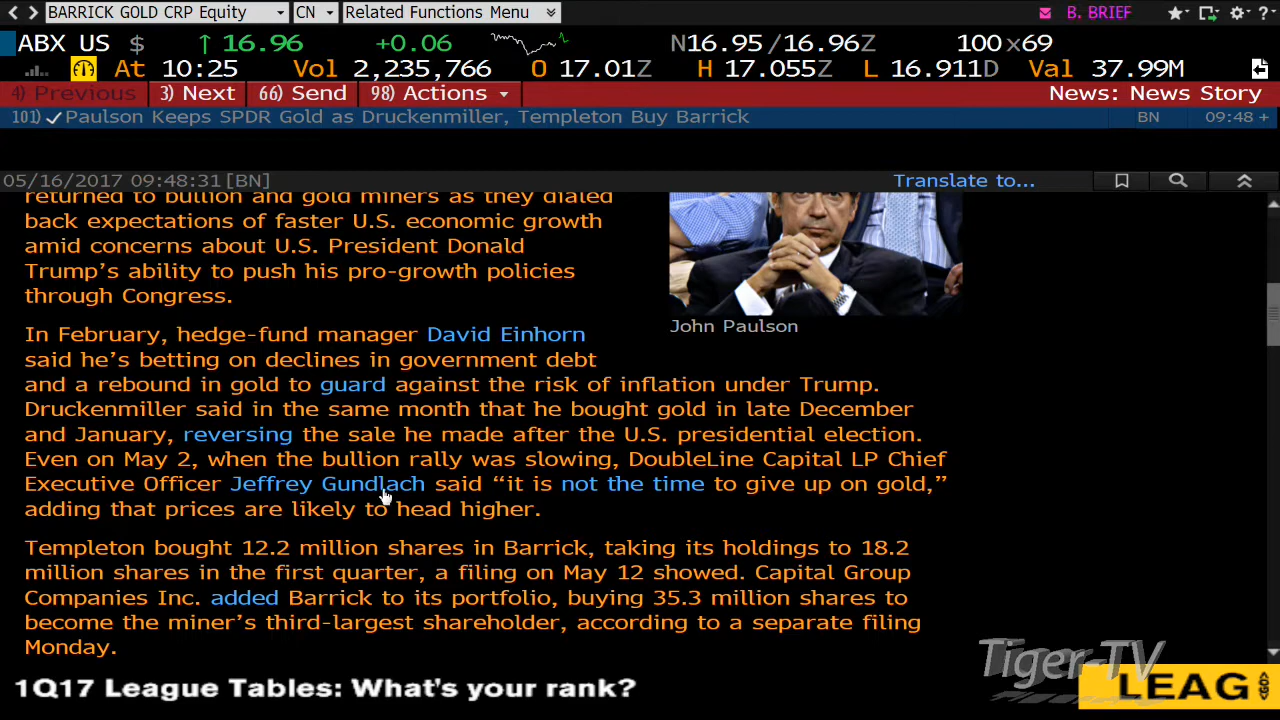 BARRICK GOLD CRP Equity CN Related Functions Menu B. BRIEF ?
ABX US $ ↑ 16.96 +0.06 N16.95/16.96Z 100x69
At 10:25 Vol 2,235,766 O 17.01Z H 17.055Z L 16.911D Val 37.99M
4) Previous 3) Next 66) Send 98) Actions News: News Story
101) Paulson Keeps SPDR Gold as Druckenmiller, Templeton Buy Barrick BN 09:48 +
05/16/2017 09:48:31 [BN] Translate to...
returned to bullion and gold miners as they dialed
back expectations of faster U.S. economic growth
amid concerns about U.S. President Donald
Trump's ability to push his pro-growth policies
through Congress.
John Paulson
In February, hedge-fund manager David Einhorn
said he's betting on declines in government debt
and a rebound in gold to guard against the risk of inflation under Trump.
Druckenmiller said in the same month that he bought gold in late December
and January, reversing the sale he made after the U.S. presidential election.
Even on May 2, when the bullion rally was slowing, DoubleLine Capital LP Chief
Executive Officer Jeffrey Gundlach said “it is not the time to give up on gold,”
adding that prices are likely to head higher.
Templeton bought 12.2 million shares in Barrick, taking its holdings to 18.2
million shares in the first quarter, a filing on May 12 showed. Capital Group
Companies Inc. added Barrick to its portfolio, buying 35.3 million shares to
become the miner's third-largest shareholder, according to a separate filing
Monday.
Tiger-TV
1Q17 League Tables: What's your rank? LEAG <GO>